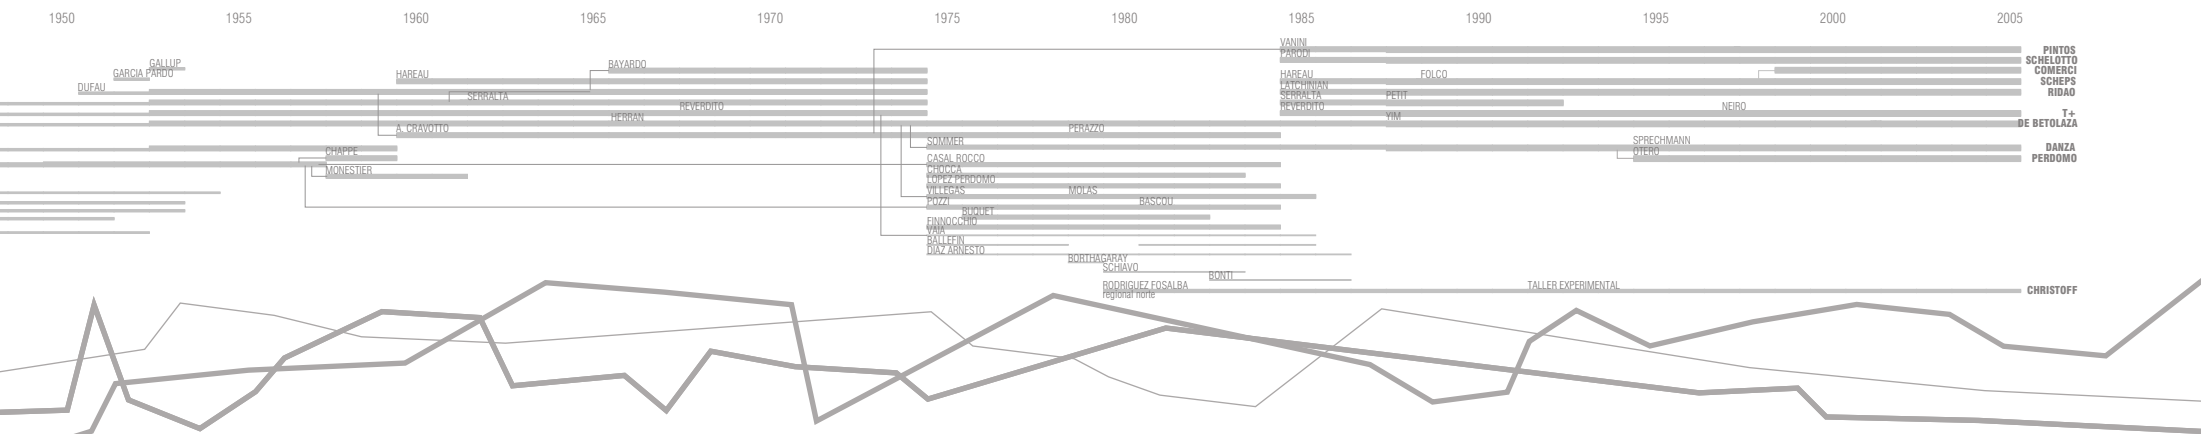 1950 1955 1960 1965 1970 1975 1980 1985 1990 1995 2000 2005
VANINI
PINTOS
PARODI
SCHELOTTO
GALLUP
BAYARDO
COMERCI
GARCIA PARDO
HAREAU
HAREAU
FOLCO
SCHEPS
DUFAU
LATCHINIAN
RIDAO
SERRALTA
SERRALTA
PETIT
REVERDITO
REVERDITO
NEIRO
T+
HERRAN
YIM
DE BETOLAZA
A. CRAVOTTO
PERAZZO
SOMMER
SPRECHMANN
DANZA
CHAPPE
OTERO
PERDOMO
CASAL ROCCO
MONESTIER
CHOCCA
LOPEZ PERDOMO
VILLEGAS
MOLAS
POZZI
BASCOU
BUQUET
FINNOCCHIO
VAIA
BALLEFIN
DIAZ ARNESTO
BORTHAGARAY
SCHIAVO
BONTI
RODRIGUEZ FOSALBA
TALLER EXPERIMENTAL
CHRISTOFF
regional norte